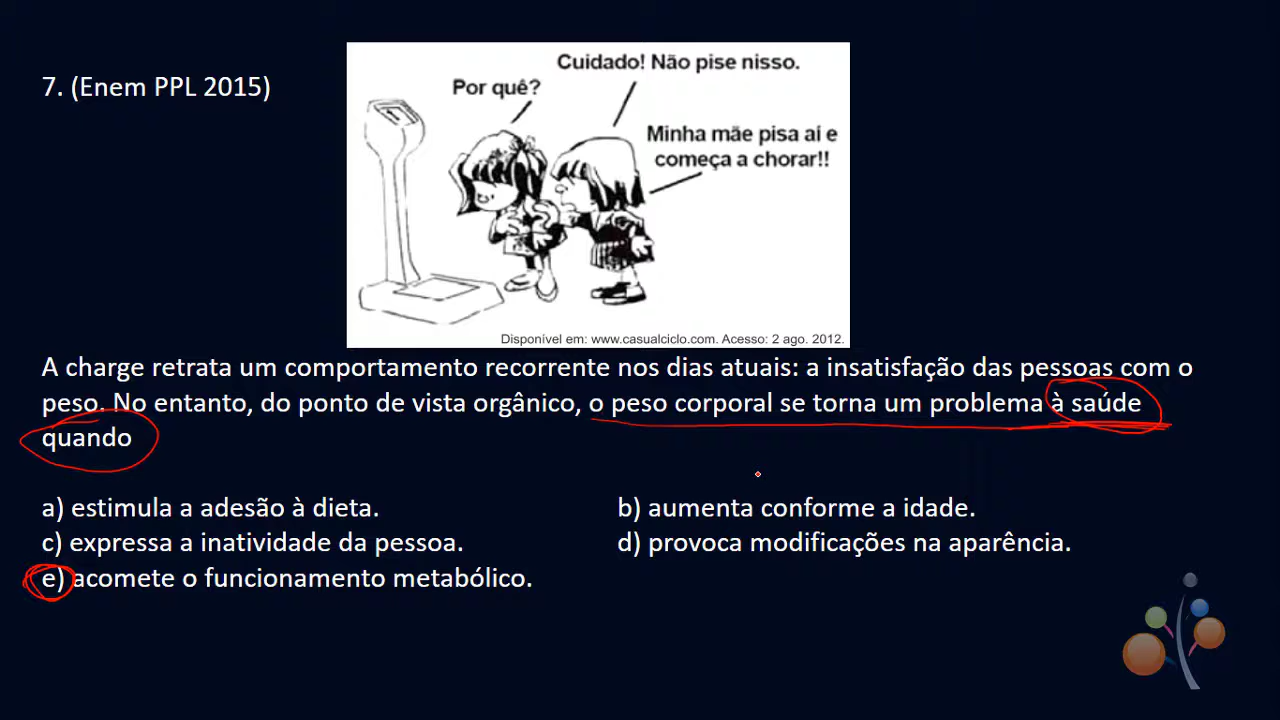 7. (Enem PPL 2015)
Cuidado! Não pise nisso.
Por quê?
Minha mãe pisa aí e
começa a chorar!!
Disponível em: www.casualciclo.com. Acesso: 2 ago. 2012.
A charge retrata um comportamento recorrente nos dias atuais: a insatisfação das pessoas com o
peso. No entanto, do ponto de vista orgânico, o peso corporal se torna um problema à saúde
quando
a) estimula a adesão à dieta.
b) aumenta conforme a idade.
c) expressa a inatividade da pessoa.
d) provoca modificações na aparência.
e) acomete o funcionamento metabólico.